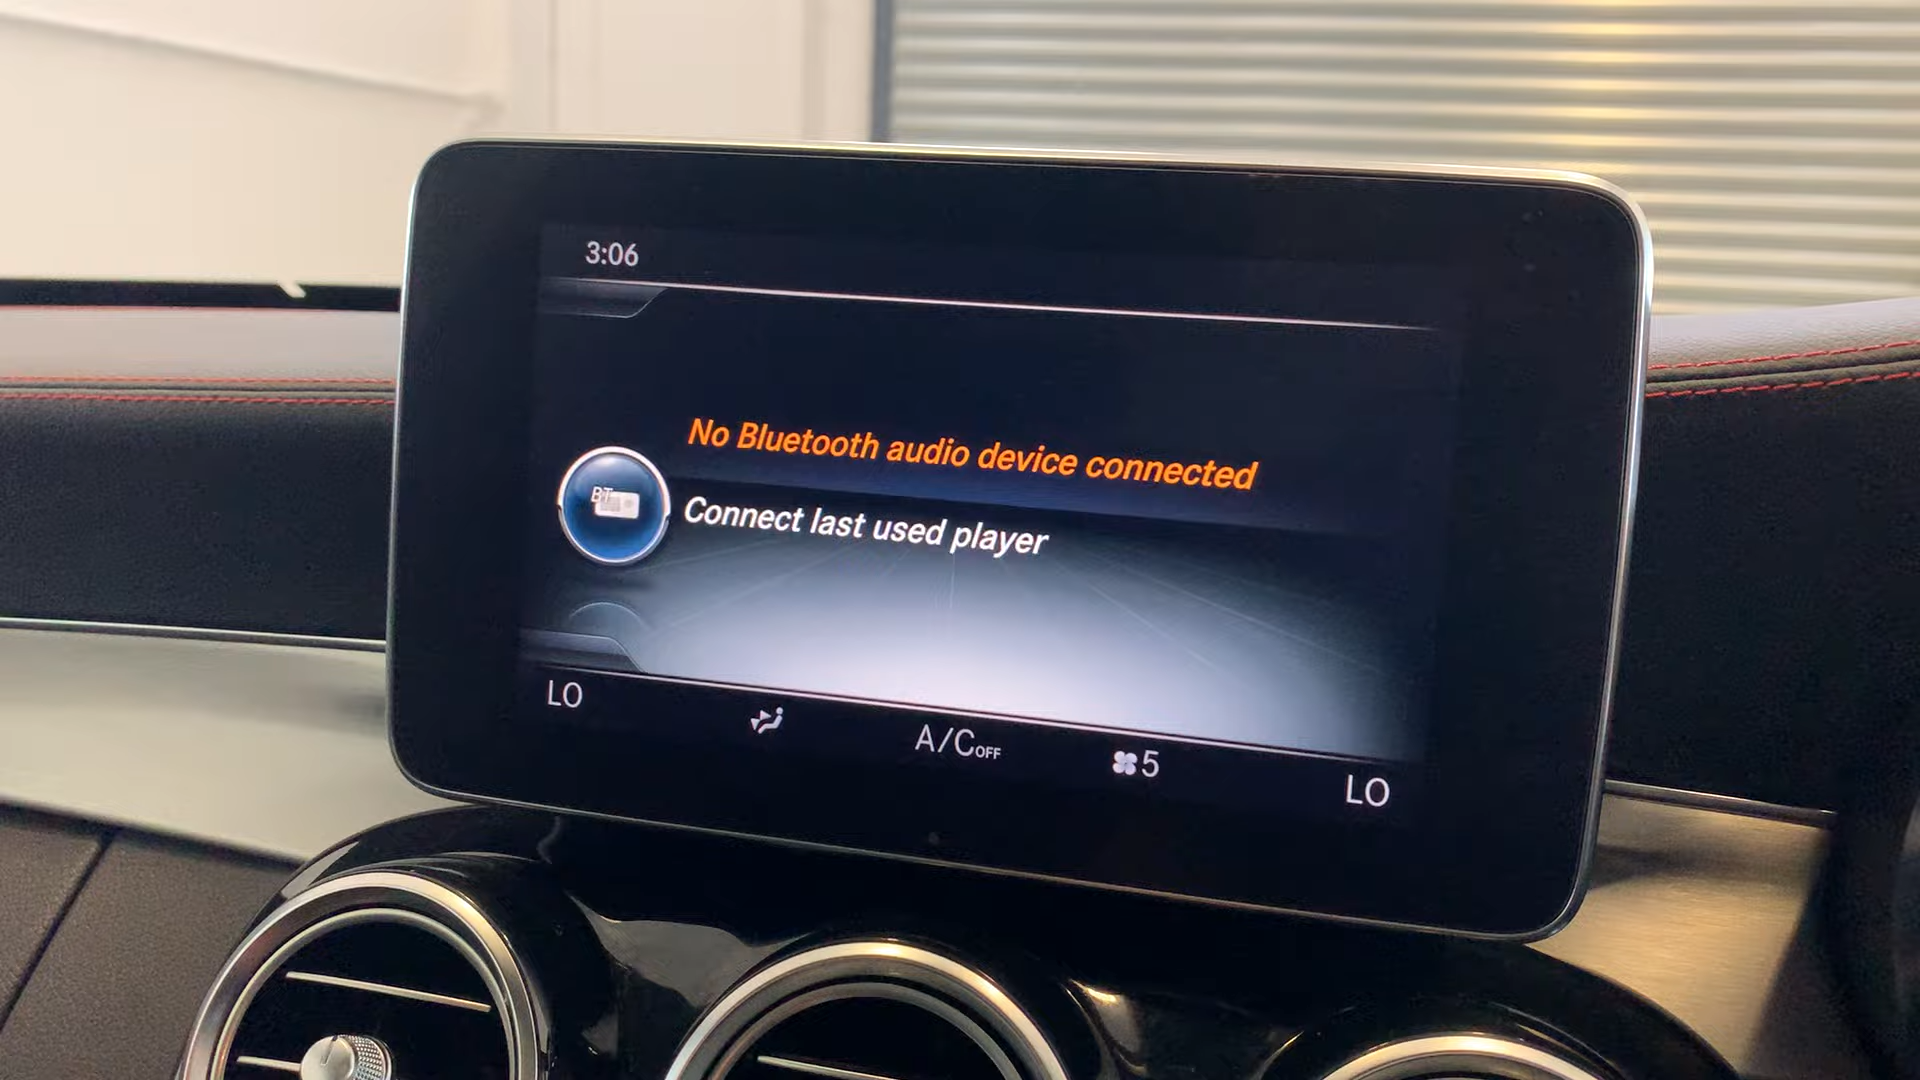 3:06
No Bluetooth audio device connected
BT
Connect last used player
LO
A/COFF
5
LO